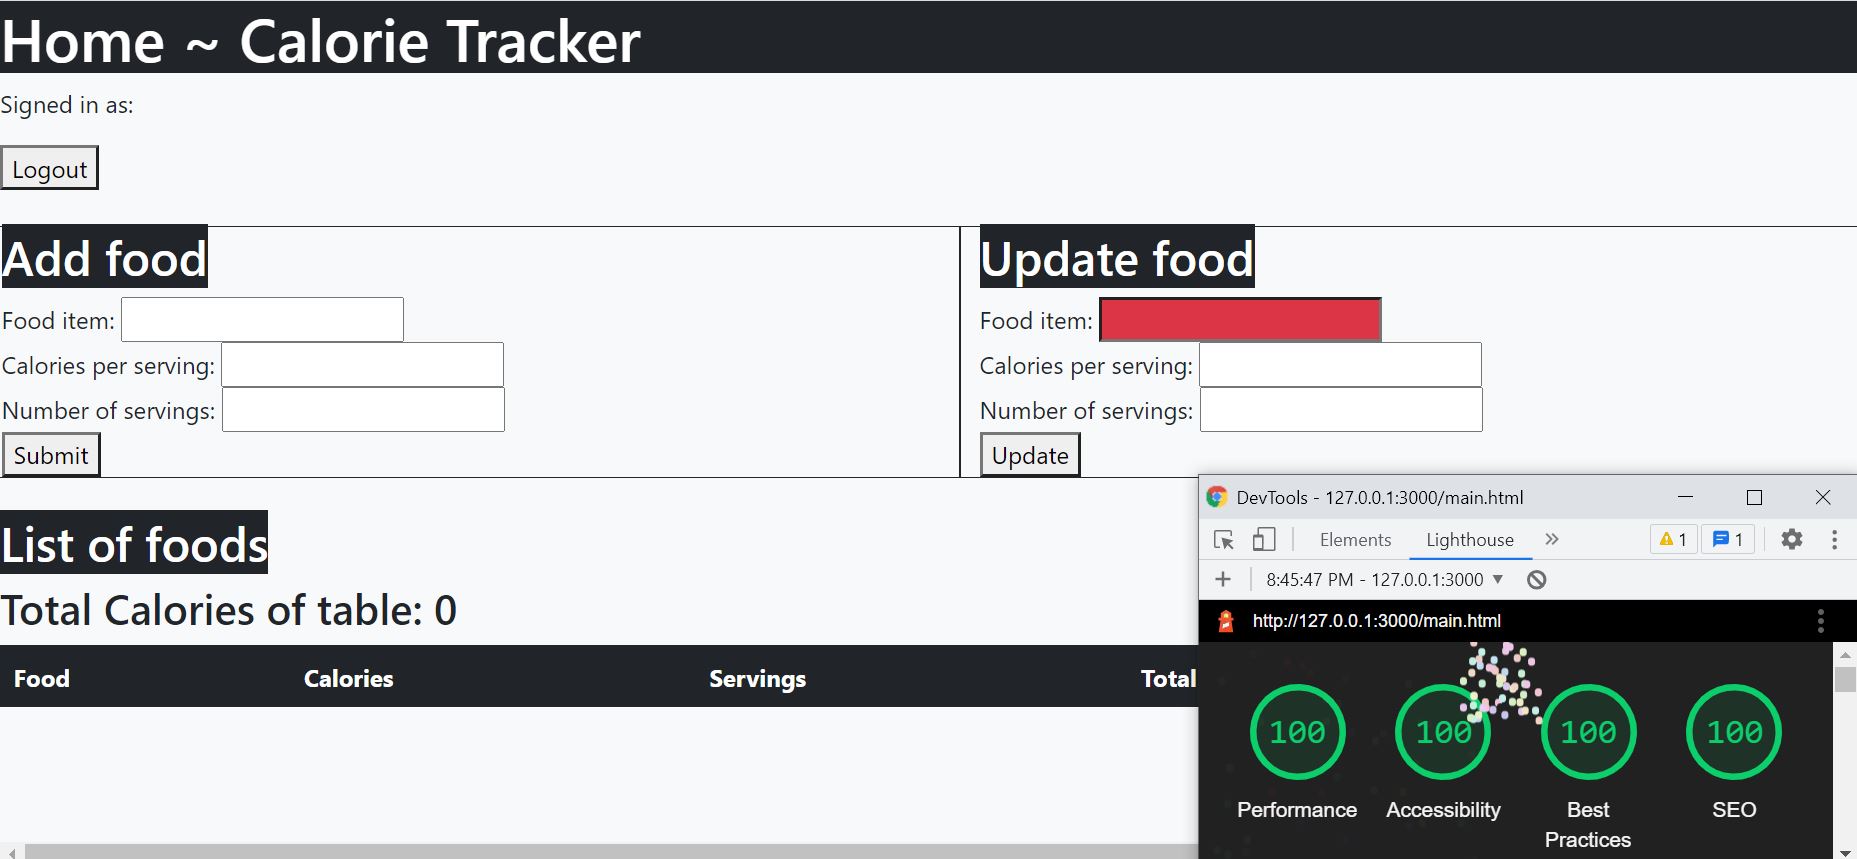 Home ~ Calorie Tracker
Signed in as:
Logout
Add food
Food item:
Calories per serving:
Number of servings:
Submit
Update food
Food item:
Calories per serving:
Number of servings:
Update
List of foods
Total Calories of table: 0
Food Calories Servings Total
DevTools - 127.0.0.1:3000/main.html
Elements Lighthouse » 1 1
8:45:47 PM - 127.0.0.1:3000
http://127.0.0.1:3000/main.html
100 100 100 100
Performance Accessibility Best Practices SEO